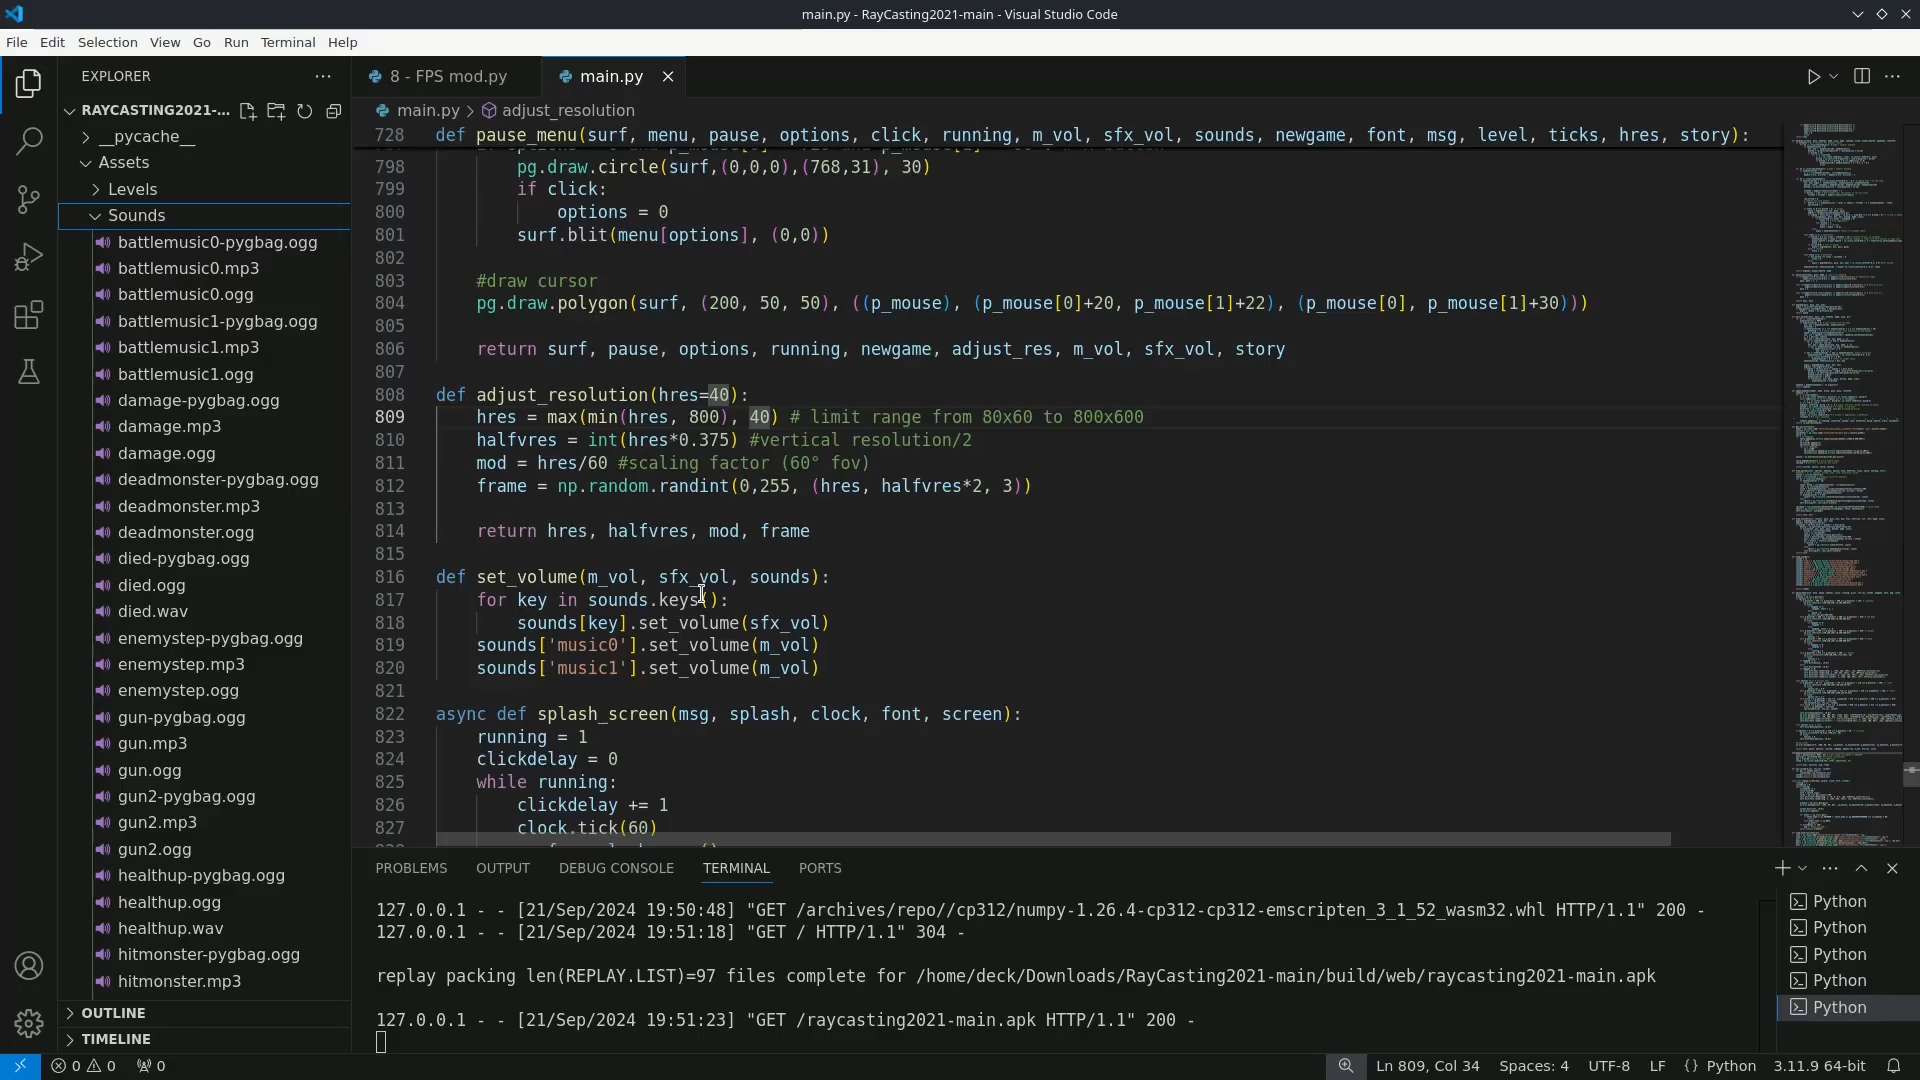 main.py - RayCasting2021-main - Visual Studio Code
File Edit Selection View Go Run Terminal Help
EXPLORER
RAYCASTING2021-...
__pycache__
Assets
Levels
Sounds
battlemusic0-pygbag.ogg
battlemusic0.mp3
battlemusic0.ogg
battlemusic1-pygbag.ogg
battlemusic1.mp3
battlemusic1.ogg
damage-pygbag.ogg
damage.mp3
damage.ogg
deadmonster-pygbag.ogg
deadmonster.mp3
deadmonster.ogg
died-pygbag.ogg
died.ogg
died.wav
enemystep-pygbag.ogg
enemystep.mp3
enemystep.ogg
gun-pygbag.ogg
gun.mp3
gun.ogg
gun2-pygbag.ogg
gun2.mp3
gun2.ogg
healthup-pygbag.ogg
healthup.ogg
healthup.wav
hitmonster-pygbag.ogg
hitmonster.mp3
OUTLINE
TIMELINE
8 - FPS mod.py
main.py
main.py > adjust_resolution
728 def pause_menu(surf, menu, pause, options, click, running, m_vol, sfx_vol, sounds, newgame, font, msg, level, ticks, hres, story):
798 pg.draw.circle(surf,(0,0,0),(768,31), 30)
799 if click:
800 options = 0
801 surf.blit(menu[options], (0,0))
802
803 #draw cursor
804 pg.draw.polygon(surf, (200, 50, 50), ((p_mouse), (p_mouse[0]+20, p_mouse[1]+22), (p_mouse[0], p_mouse[1]+30)))
805
806 return surf, pause, options, running, newgame, adjust_res, m_vol, sfx_vol, story
807
808 def adjust_resolution(hres=40):
809 hres = max(min(hres, 800), 40) # limit range from 80x60 to 800x600
810 halfvres = int(hres*0.375) #vertical resolution/2
811 mod = hres/60 #scaling factor (60° fov)
812 frame = np.random.randint(0,255, (hres, halfvres*2, 3))
813
814 return hres, halfvres, mod, frame
815
816 def set_volume(m_vol, sfx_vol, sounds):
817 for key in sounds.keys():
818 sounds[key].set_volume(sfx_vol)
819 sounds['music0'].set_volume(m_vol)
820 sounds['music1'].set_volume(m_vol)
821
822 async def splash_screen(msg, splash, clock, font, screen):
823 running = 1
824 clickdelay = 0
825 while running:
826 clickdelay += 1
827 clock.tick(60)
PROBLEMS OUTPUT DEBUG CONSOLE TERMINAL PORTS
127.0.0.1 - - [21/Sep/2024 19:50:48] "GET /archives/repo//cp312/numpy-1.26.4-cp312-cp312-emscripten_3_1_52_wasm32.whl HTTP/1.1" 200 -
127.0.0.1 - - [21/Sep/2024 19:51:18] "GET / HTTP/1.1" 304 -
replay packing len(REPLAY.LIST)=97 files complete for /home/deck/Downloads/RayCasting2021-main/build/web/raycasting2021-main.apk
127.0.0.1 - - [21/Sep/2024 19:51:23] "GET /raycasting2021-main.apk HTTP/1.1" 200 -
Python
Python
Python
Python
Python
0 0 0 Ln 809, Col 34 Spaces: 4 UTF-8 LF {} Python 3.11.9 64-bit